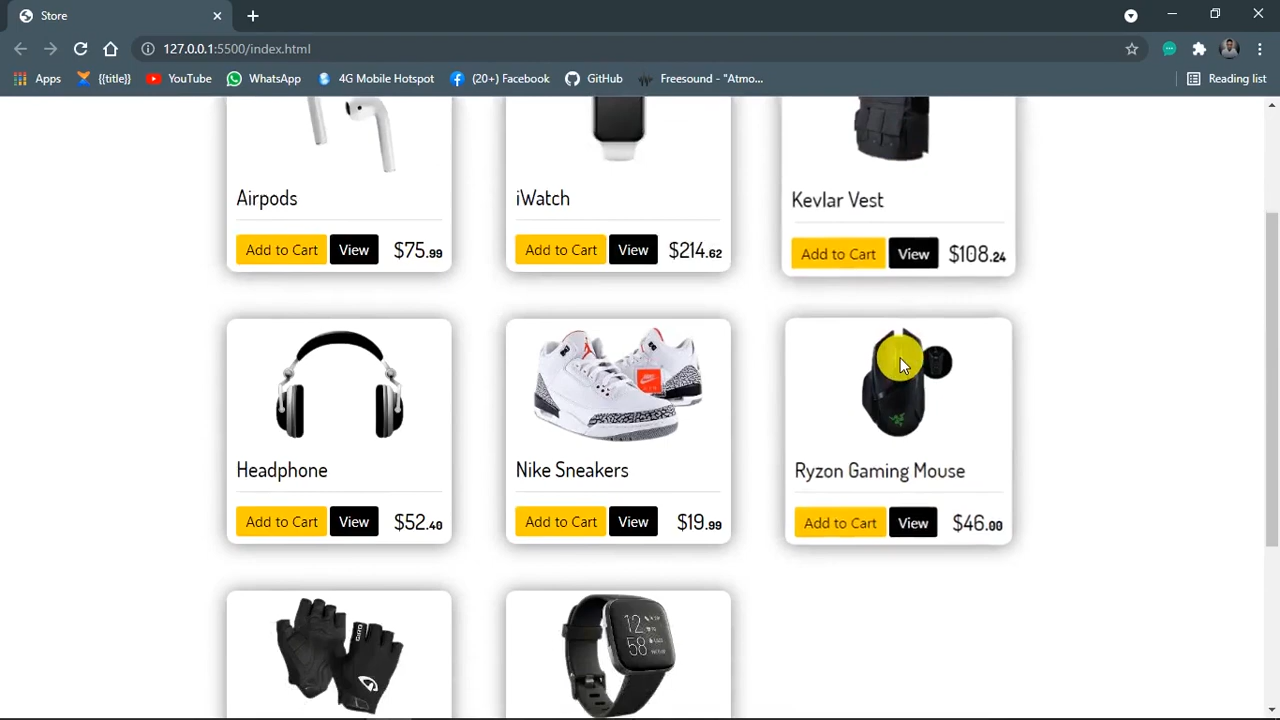 Store
127.0.0.1:5500/index.html
Apps {{title}} YouTube WhatsApp 4G Mobile Hotspot (20+) Facebook GitHub Freesound - "Atmo... Reading list
Airpods iWatch Kevlar Vest
Add to Cart View $75.99 Add to Cart View $214.62 Add to Cart View $108.24
Headphone Nike Sneakers Ryzon Gaming Mouse
Add to Cart View $52.40 Add to Cart View $19.99 Add to Cart View $46.00
GIRO
12:
58